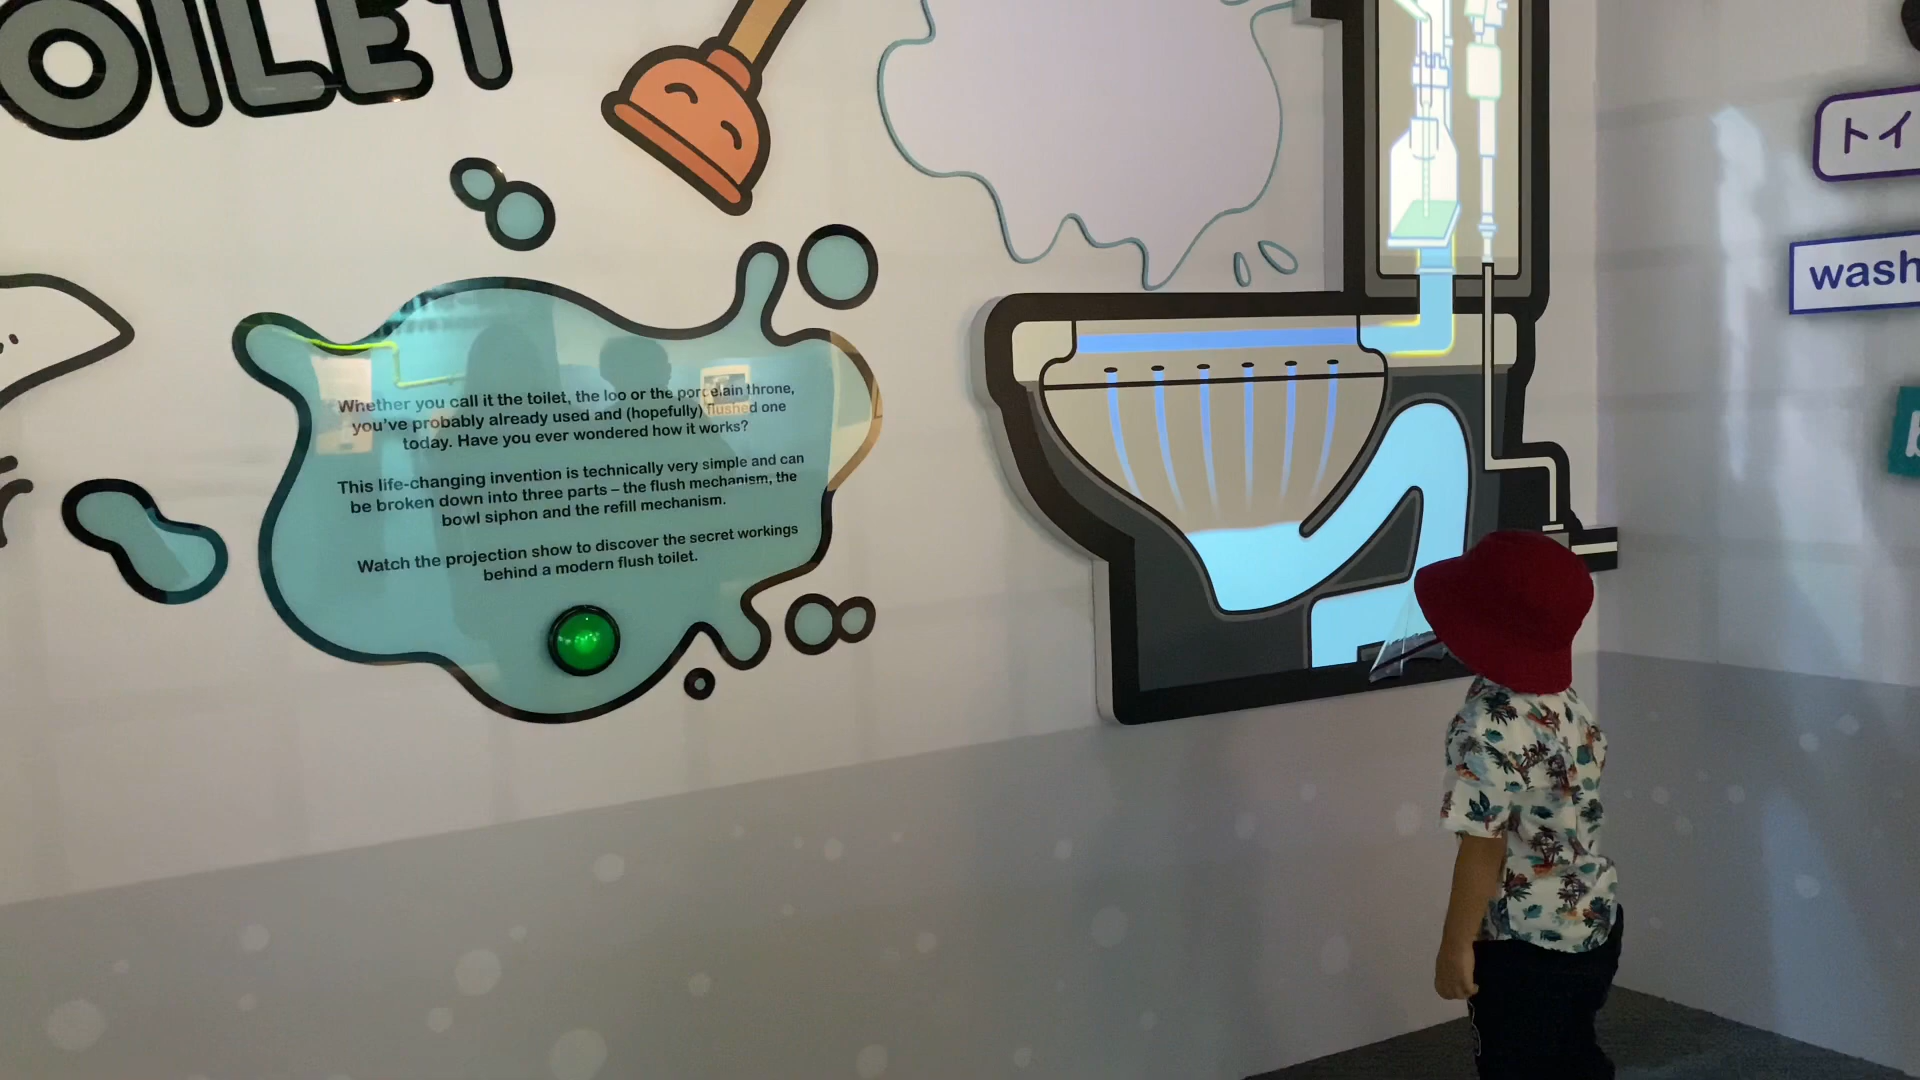 OILET
Whether you call it the toilet, the loo or the porcelain throne,
you've probably already used and (hopefully) flushed one
today. Have you ever wondered how it works?
This life-changing invention is technically very simple and can
be broken down into three parts – the flush mechanism, the
bowl siphon and the refill mechanism.
Watch the projection show to discover the secret workings
behind a modern flush toilet.
トイ
wash
b